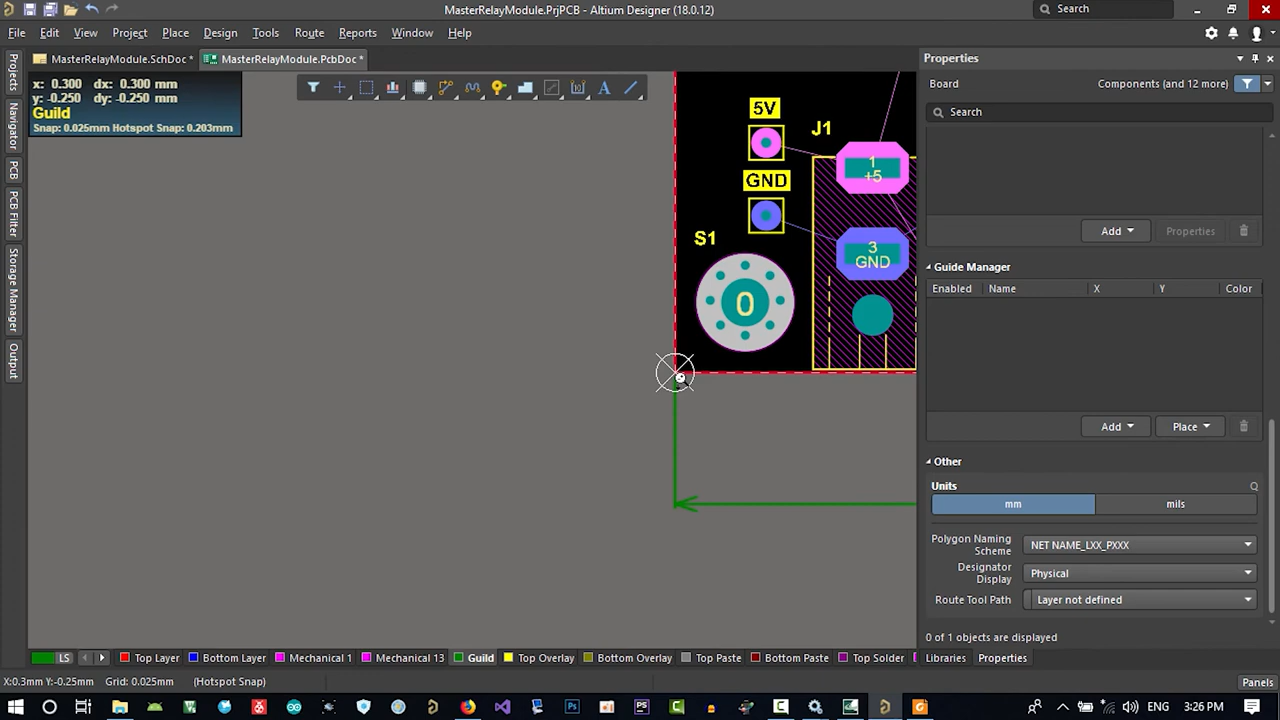 MasterRelayModule.PrjPCB - Altium Designer (18.0.12)
Search
File Edit View Project Place Design Tools Route Reports Window Help
MasterRelayModule.SchDoc *
MasterRelayModule.PcbDoc *
Properties
x: 0.300 dx: 0.300 mm
y: -0.250 dy: -0.250 mm
Guild
Snap: 0.025mm Hotspot Snap: 0.203mm
Board
Components (and 12 more)
Search
Projects
Navigator
PCB
PCB Filter
Storage Manager
Output
5V
J1
1
+5
GND
S1
3
GND
0
Add
Properties
Guide Manager
Enabled Name X Y Color
Add
Place
Other
Units
mm
mils
Polygon Naming
Scheme
NET NAME_LXX_PXXX
Designator
Display
Physical
Route Tool Path
Layer not defined
0 of 1 objects are displayed
LS
Top Layer
Bottom Layer
Mechanical 1
Mechanical 13
Guild
Top Overlay
Bottom Overlay
Top Paste
Bottom Paste
Top Solder
Libraries
Properties
X:0.3mm Y:-0.25mm Grid: 0.025mm (Hotspot Snap)
Panels
PS
Ps
ENG
3:26 PM